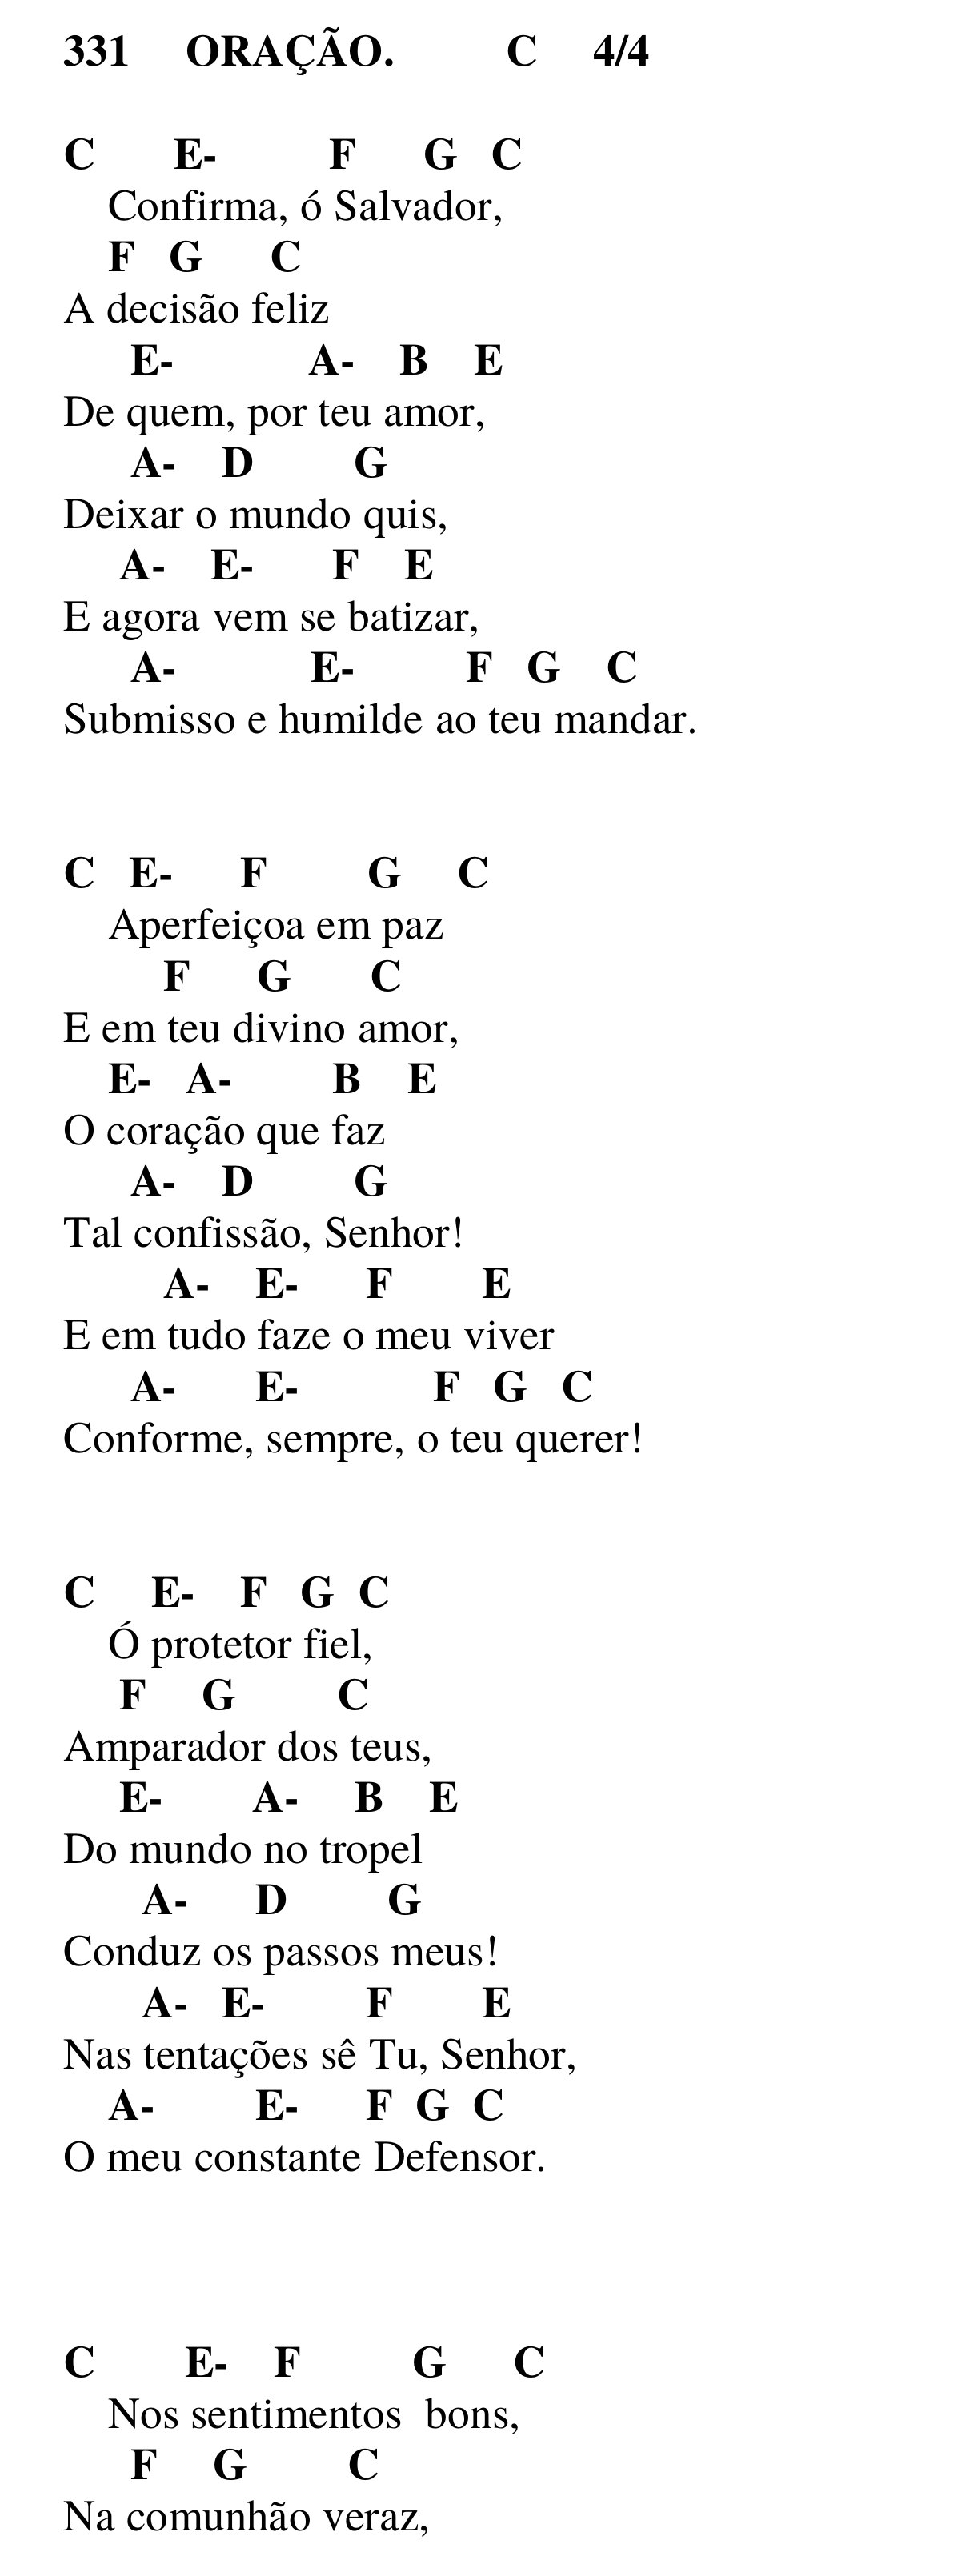 331     ORAÇÃO.          C     4/4
C       E-          F      G   C
    Confirma, ó Salvador,
    F   G      C
A decisão feliz
      E-            A-    B    E
De quem, por teu amor,
      A-    D         G
Deixar o mundo quis,
     A-    E-       F    E
E agora vem se batizar,
      A-            E-          F   G    C
Submisso e humilde ao teu mandar.
C   E-      F         G     C
    Aperfeiçoa em paz
         F      G       C
E em teu divino amor,
    E-   A-         B    E
O coração que faz
      A-    D         G
Tal confissão, Senhor!
         A-    E-      F        E
E em tudo faze o meu viver
      A-       E-            F   G   C
Conforme, sempre, o teu querer!
C     E-    F   G  C
    Ó protetor fiel,
     F     G         C
Amparador dos teus,
     E-        A-     B    E
Do mundo no tropel
       A-      D         G
Conduz os passos meus!
       A-   E-         F        E
Nas tentações sê Tu, Senhor,
    A-         E-      F  G  C
O meu constante Defensor.
C        E-    F          G      C
    Nos sentimentos  bons,
      F     G         C
Na comunhão veraz,